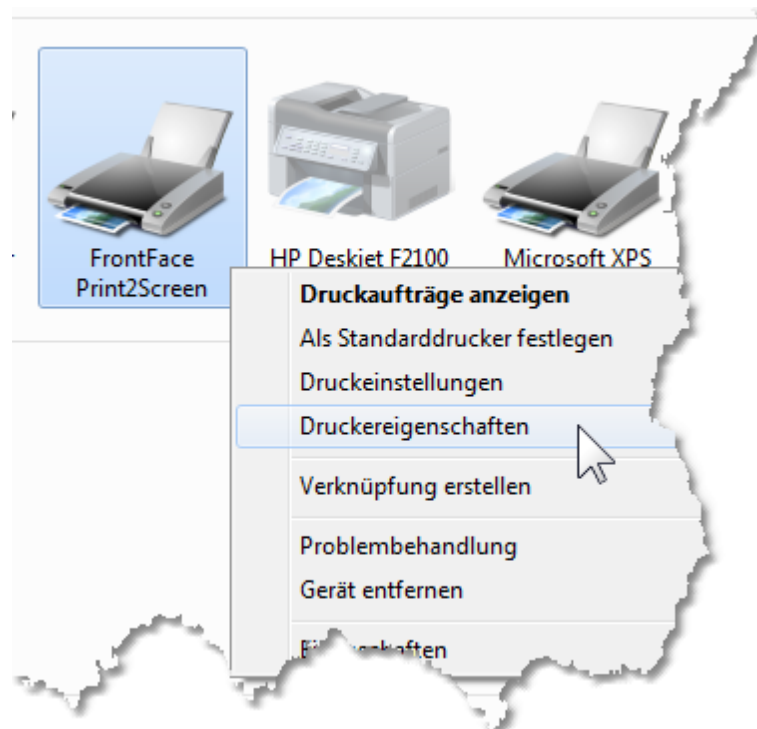 FrontFace
Print2Screen
HP Deskjet F2100
Microsoft XPS
Druckaufträge anzeigen
Als Standarddrucker festlegen
Druckeinstellungen
Druckereigenschaften
Verknüpfung erstellen
Problembehandlung
Gerät entfernen